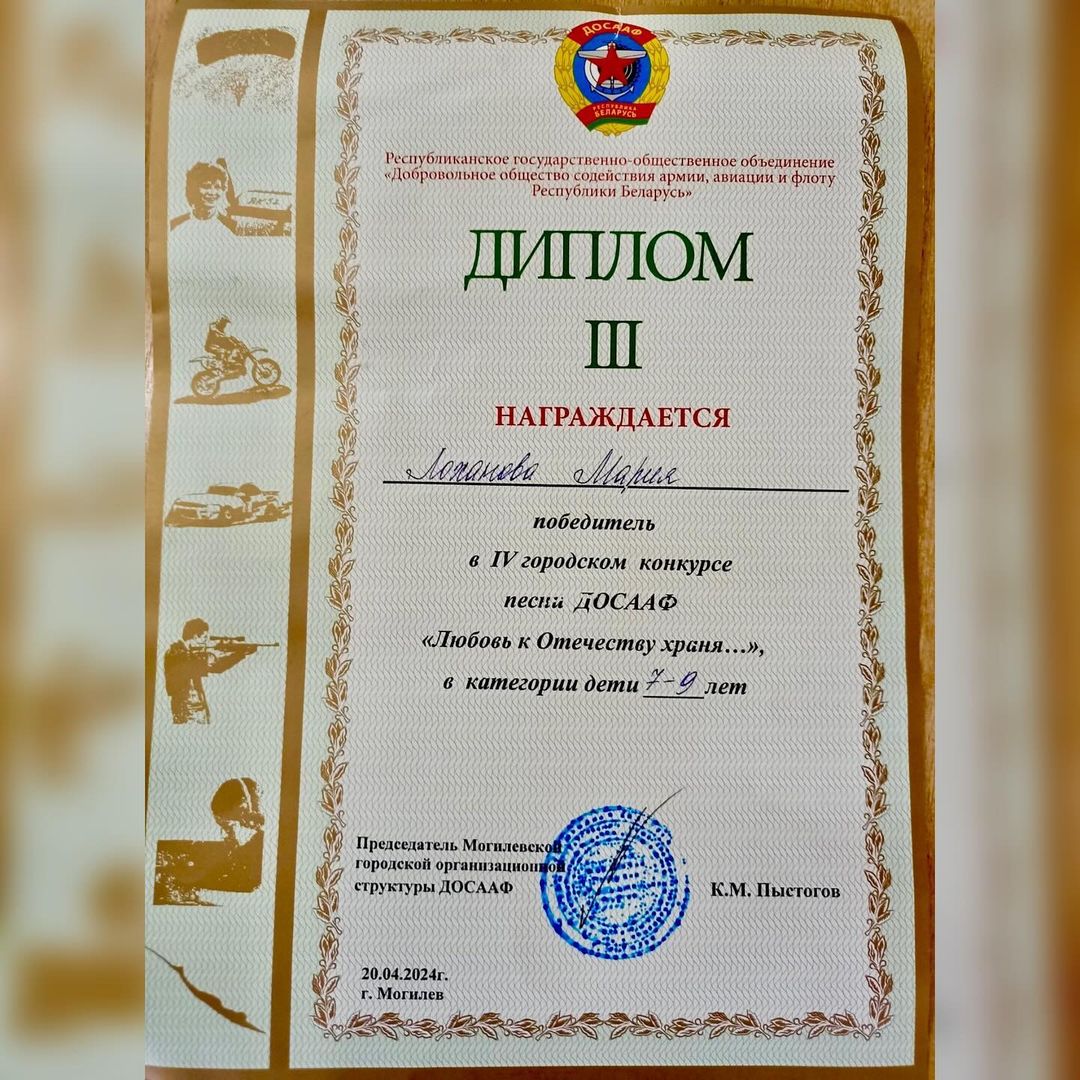 ДОСААФ
РЕСПУБЛИКА
БЕЛАРУСЬ
Республиканское государственно-общественное объединение
«Добровольное общество содействия армии, авиации и флоту
Республики Беларусь»
ДИПЛОМ
III
НАГРАЖДАЕТСЯ
Лоханова Мария
победитель
в IV городском конкурсе
песни ДОСААФ
«Любовь к Отечеству храня...»,
в категории дети 7-9 лет
Председатель Могилевской
городской организационной
структуры ДОСААФ
К.М. Пыстогов
20.04.2024г.
г. Могилев